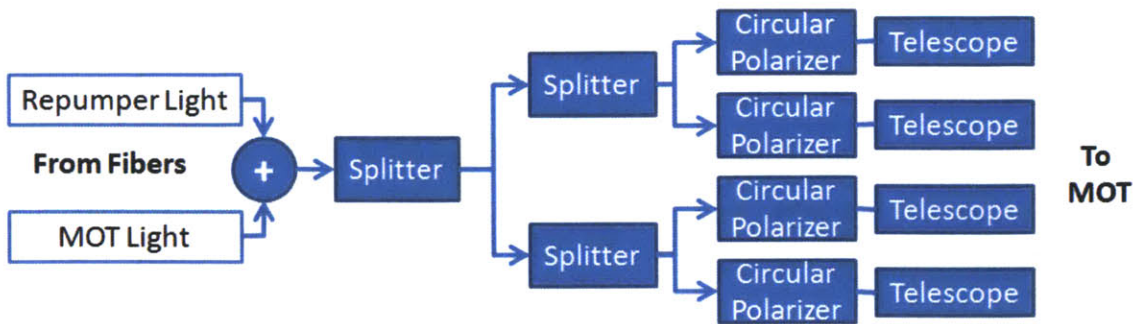 Repumper Light
From Fibers
MOT Light
+
Splitter
Splitter
Splitter
Circular
Polarizer
Telescope
Circular
Polarizer
Telescope
Circular
Polarizer
Telescope
Circular
Polarizer
Telescope
To
MOT